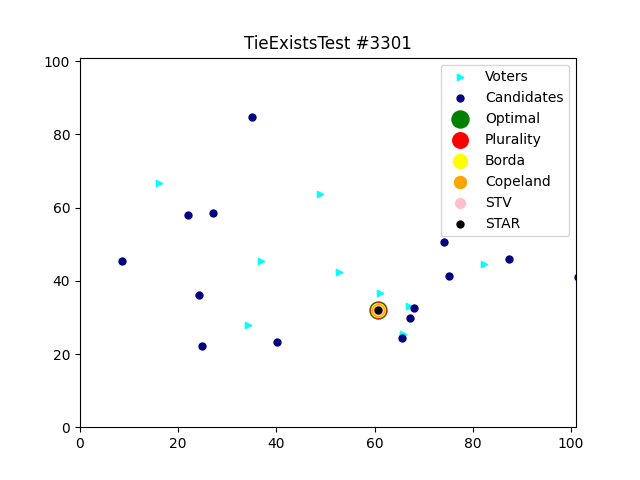 TieExistsTest #3301
100
80
60
40
20
0
0 20 40 60 80 100
Voters
Candidates
Optimal
Plurality
Borda
Copeland
STV
STAR